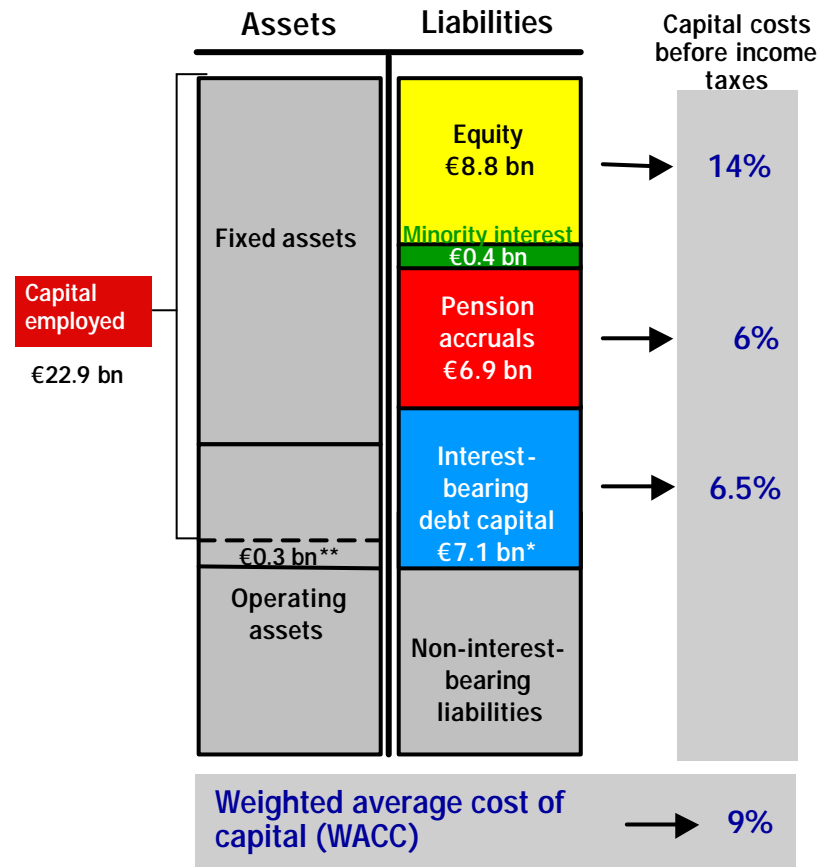 Assets
Liabilities
Capital costs
before income
taxes
Equity
€8.8 bn
14%
Fixed assets
Minority interest
€0.4 bn
Capital
employed
€22.9 bn
Pension
accruals
€6.9 bn
6%
Interest-
bearing
debt capital
€7.1 bn*
6.5%
€0.3 bn**
Operating
assets
Non-interest-
bearing
liabilities
Weighted average cost of
capital (WACC)
9%